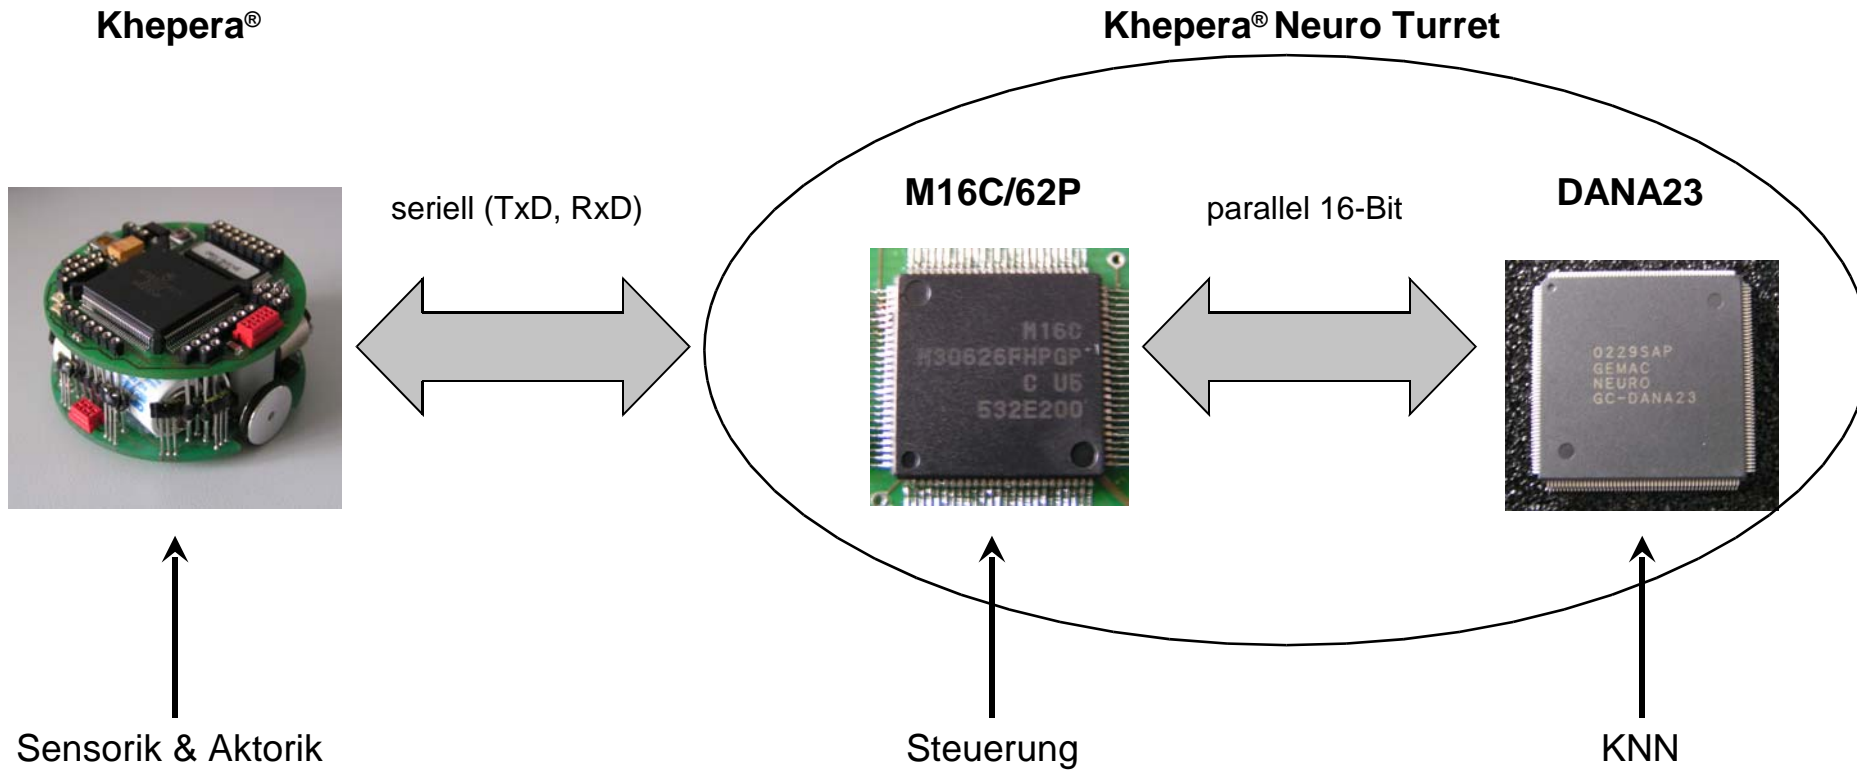 Khepera®
Khepera® Neuro Turret
M16C/62P
DANA23
seriell (TxD, RxD)
parallel 16-Bit
M16C
M30626FHPGP
C U5
532E200
0229SAP
GEMAC
NEURO
GC-DANA23
Sensorik & Aktorik
Steuerung
KNN